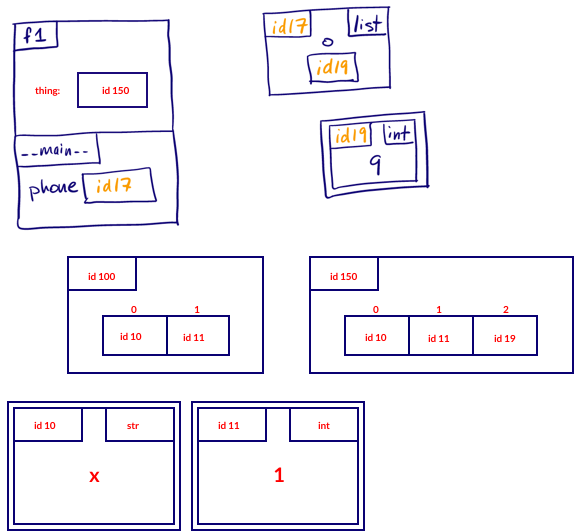 f1
thing: id 150
__main__
phone id17
id17 list
0
id19
id19 int
9
id 100
0 1
id 10 id 11
id 150
0 1 2
id 10 id 11 id 19
id 10 str
x
id 11 int
1